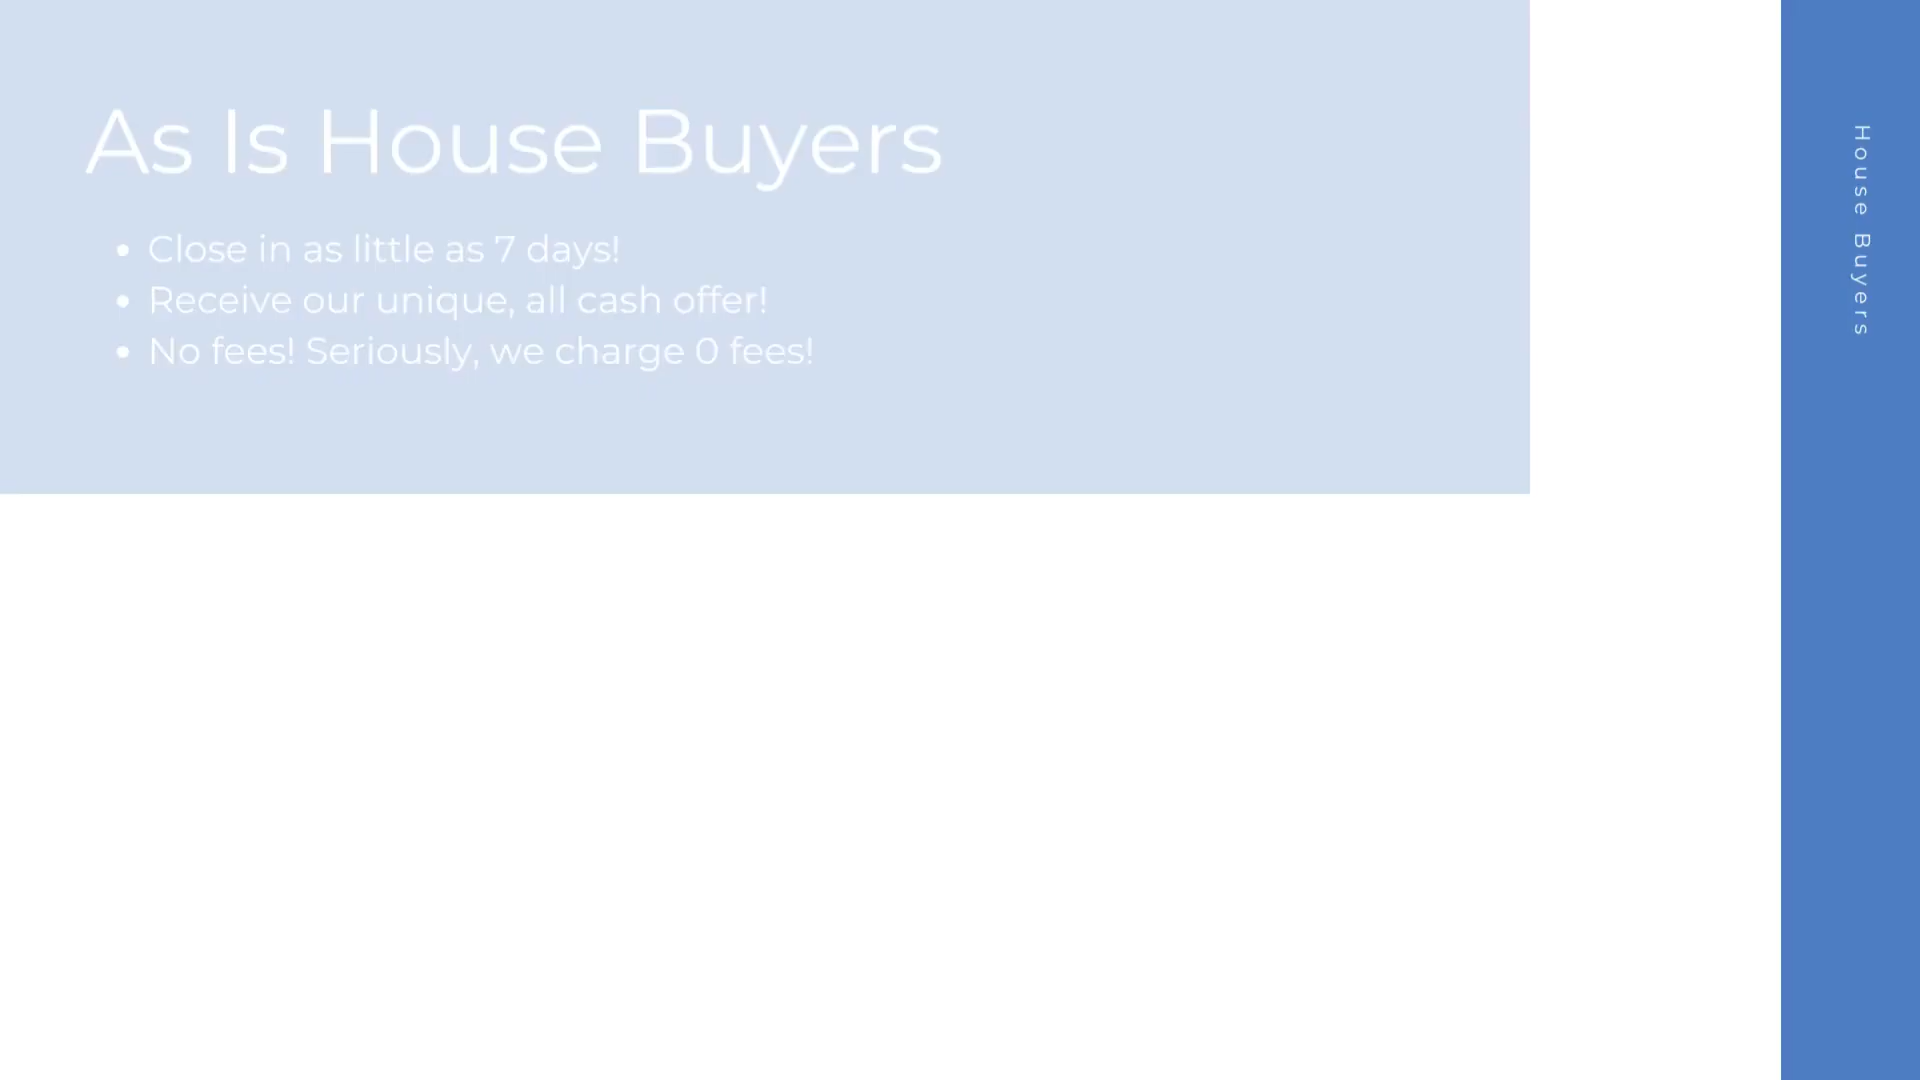 As Is House Buyers
• Close in as little as 7 days!
• Receive our unique, all cash offer!
• No fees! Seriously, we charge 0 fees!
House Buyers